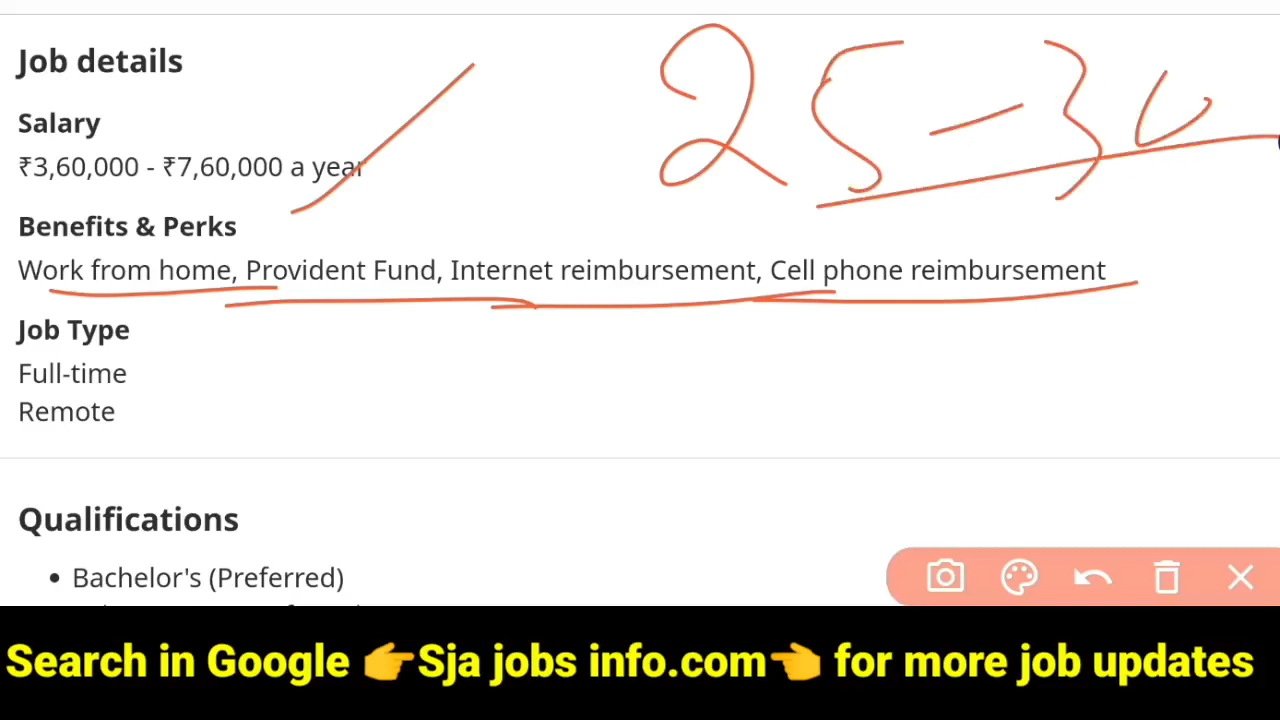 Job details
25-30
Salary
₹3,60,000 - ₹7,60,000 a year
Benefits & Perks
Work from home, Provident Fund, Internet reimbursement, Cell phone reimbursement
Job Type
Full-time
Remote
Qualifications
• Bachelor's (Preferred)
Search in Google 👉Sja jobs info.com👈 for more job updates